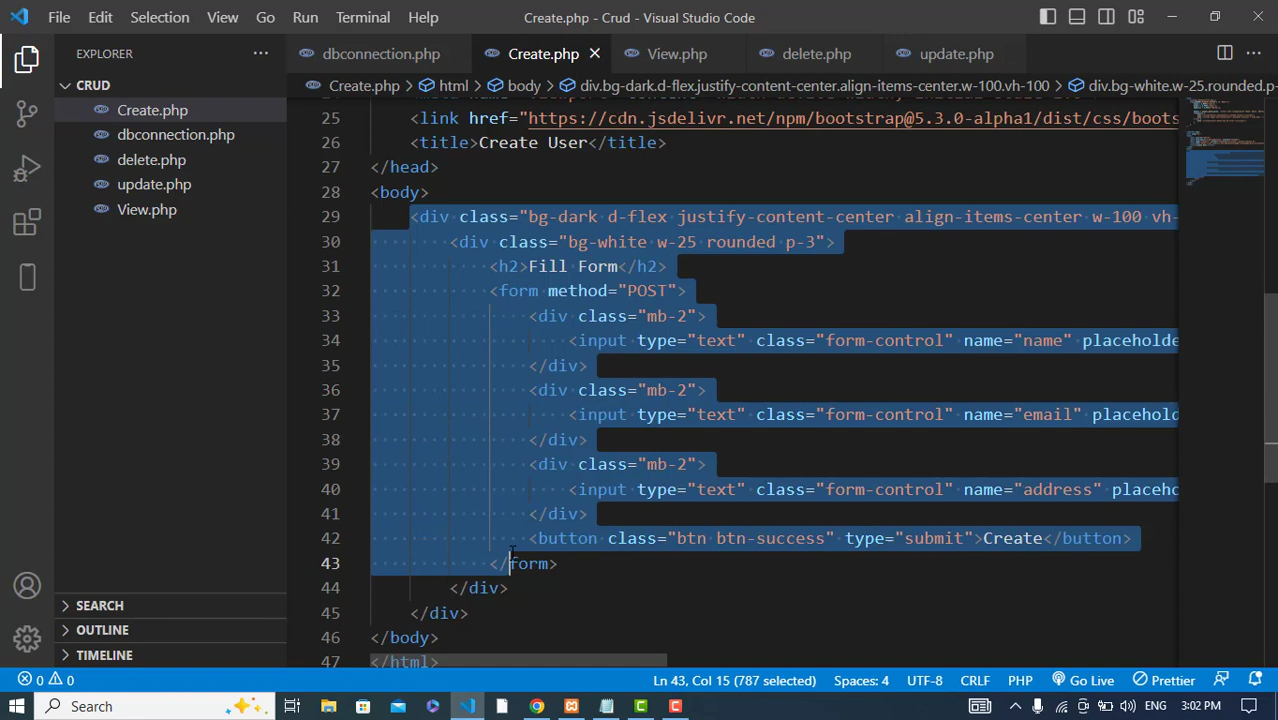 File Edit Selection View Go Run Terminal Help
Create.php - Crud - Visual Studio Code
EXPLORER
dbconnection.php Create.php View.php delete.php update.php
CRUD
Create.php html body div.bg-dark.d-flex.justify-content-center.align-items-center.w-100.vh-100 div.bg-white.w-25.rounded.p-
Create.php
dbconnection.php
delete.php
update.php
View.php
25 <link href="https://cdn.jsdelivr.net/npm/bootstrap@5.3.0-alpha1/dist/css/boots
26 <title>Create User</title>
27 </head>
28 <body>
29 <div class="bg-dark d-flex justify-content-center align-items-center w-100 vh-
30 <div class="bg-white w-25 rounded p-3">
31 <h2>Fill Form</h2>
32 <form method="POST">
33 <div class="mb-2">
34 <input type="text" class="form-control" name="name" placeholde
35 </div>
36 <div class="mb-2">
37 <input type="text" class="form-control" name="email" placehold
38 </div>
39 <div class="mb-2">
40 <input type="text" class="form-control" name="address" placeho
41 </div>
42 <button class="btn btn-success" type="submit">Create</button>
43 </form>
44 </div>
45 </div>
46 </body>
47 </html>
SEARCH
OUTLINE
TIMELINE
0 0 Ln 43, Col 15 (787 selected) Spaces: 4 UTF-8 CRLF PHP Go Live Prettier
Search ENG 3:02 PM